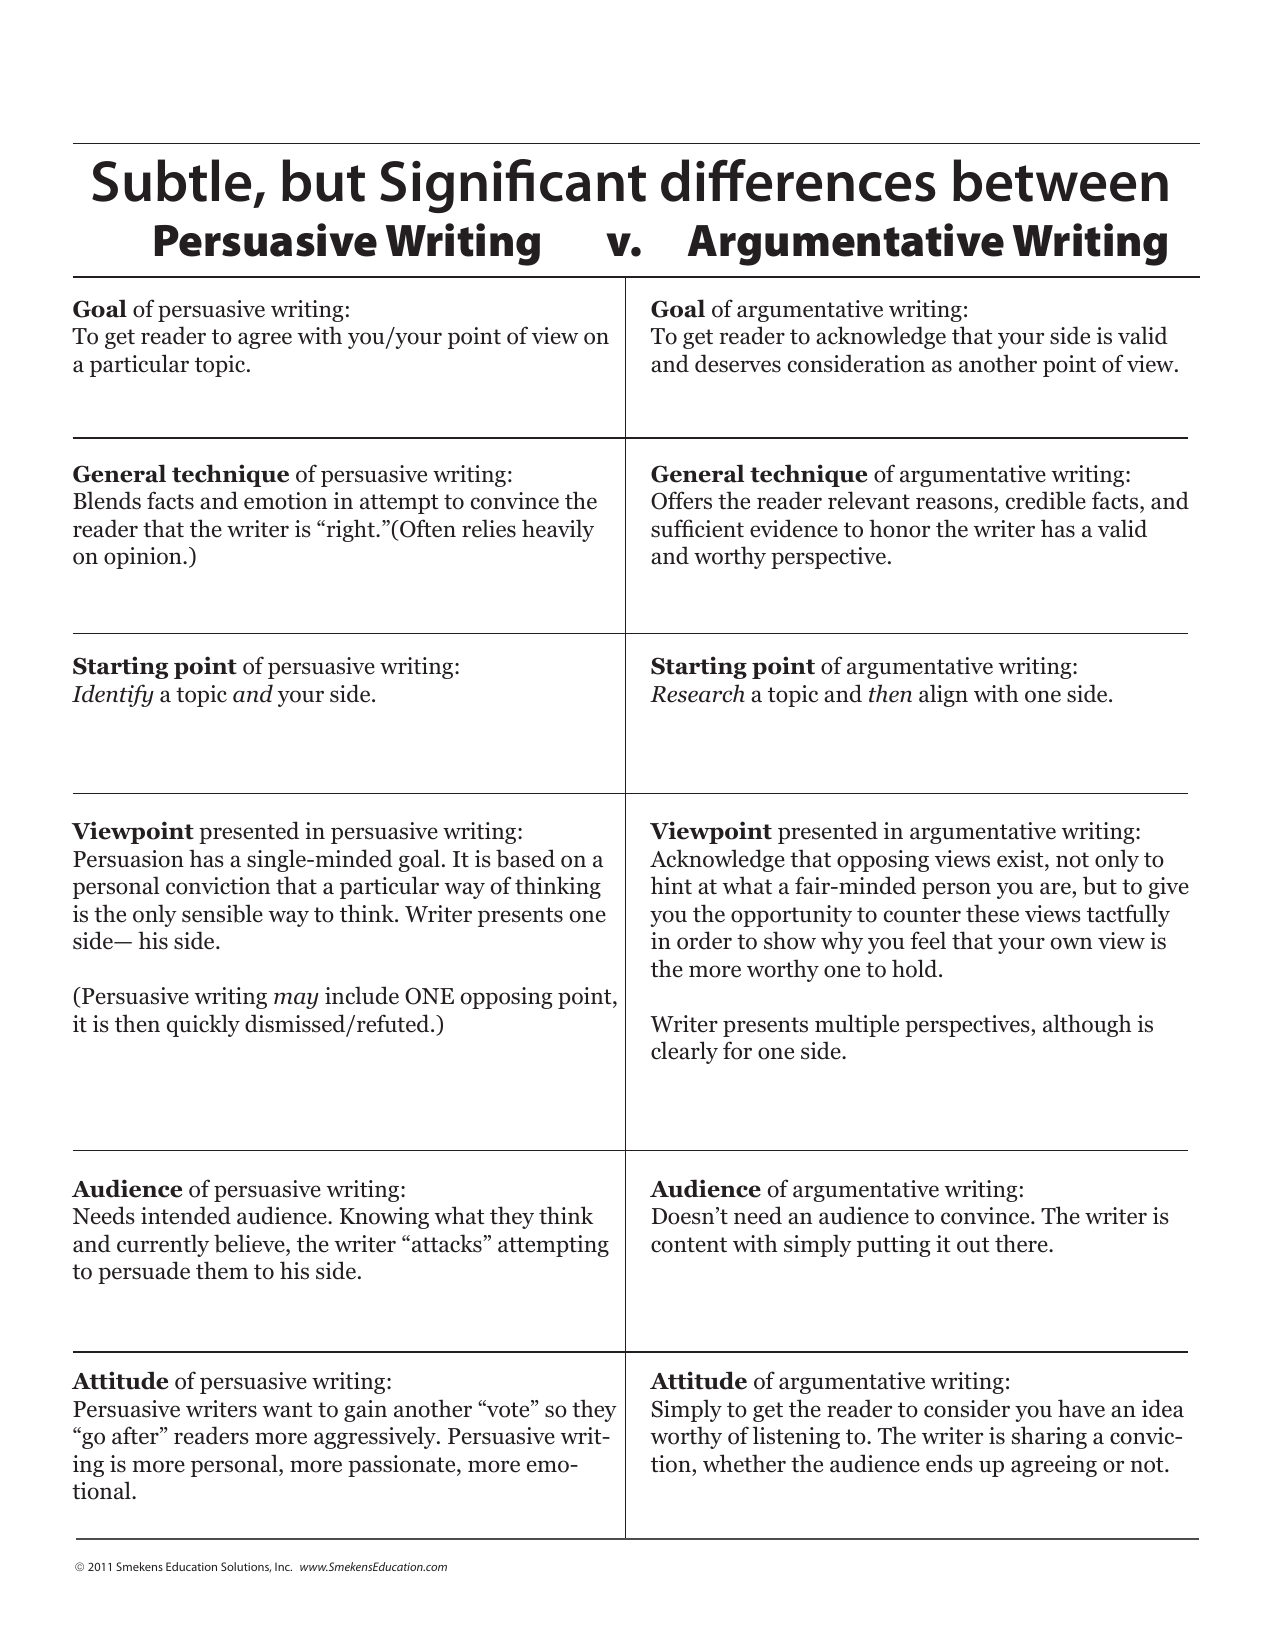 Subtle, but Significant differences between
Persuasive Writing v. Argumentative Writing
Goal of persuasive writing:
To get reader to agree with you/your point of view on
a particular topic.
Goal of argumentative writing:
To get reader to acknowledge that your side is valid
and deserves consideration as another point of view.
General technique of persuasive writing:
Blends facts and emotion in attempt to convince the
reader that the writer is “right.”(Often relies heavily
on opinion.)
General technique of argumentative writing:
Offers the reader relevant reasons, credible facts, and
sufficient evidence to honor the writer has a valid
and worthy perspective.
Starting point of persuasive writing:
Identify a topic and your side.
Starting point of argumentative writing:
Research a topic and then align with one side.
Viewpoint presented in persuasive writing:
Persuasion has a single-minded goal. It is based on a
personal conviction that a particular way of thinking
is the only sensible way to think. Writer presents one
side— his side.
(Persuasive writing may include ONE opposing point,
it is then quickly dismissed/refuted.)
Viewpoint presented in argumentative writing:
Acknowledge that opposing views exist, not only to
hint at what a fair-minded person you are, but to give
you the opportunity to counter these views tactfully
in order to show why you feel that your own view is
the more worthy one to hold.
Writer presents multiple perspectives, although is
clearly for one side.
Audience of persuasive writing:
Needs intended audience. Knowing what they think
and currently believe, the writer “attacks” attempting
to persuade them to his side.
Audience of argumentative writing:
Doesn’t need an audience to convince. The writer is
content with simply putting it out there.
Attitude of persuasive writing:
Persuasive writers want to gain another “vote” so they
“go after” readers more aggressively. Persuasive writ-
ing is more personal, more passionate, more emo-
tional.
Attitude of argumentative writing:
Simply to get the reader to consider you have an idea
worthy of listening to. The writer is sharing a convic-
tion, whether the audience ends up agreeing or not.
© 2011 Smekens Education Solutions, Inc. www.SmekensEducation.com